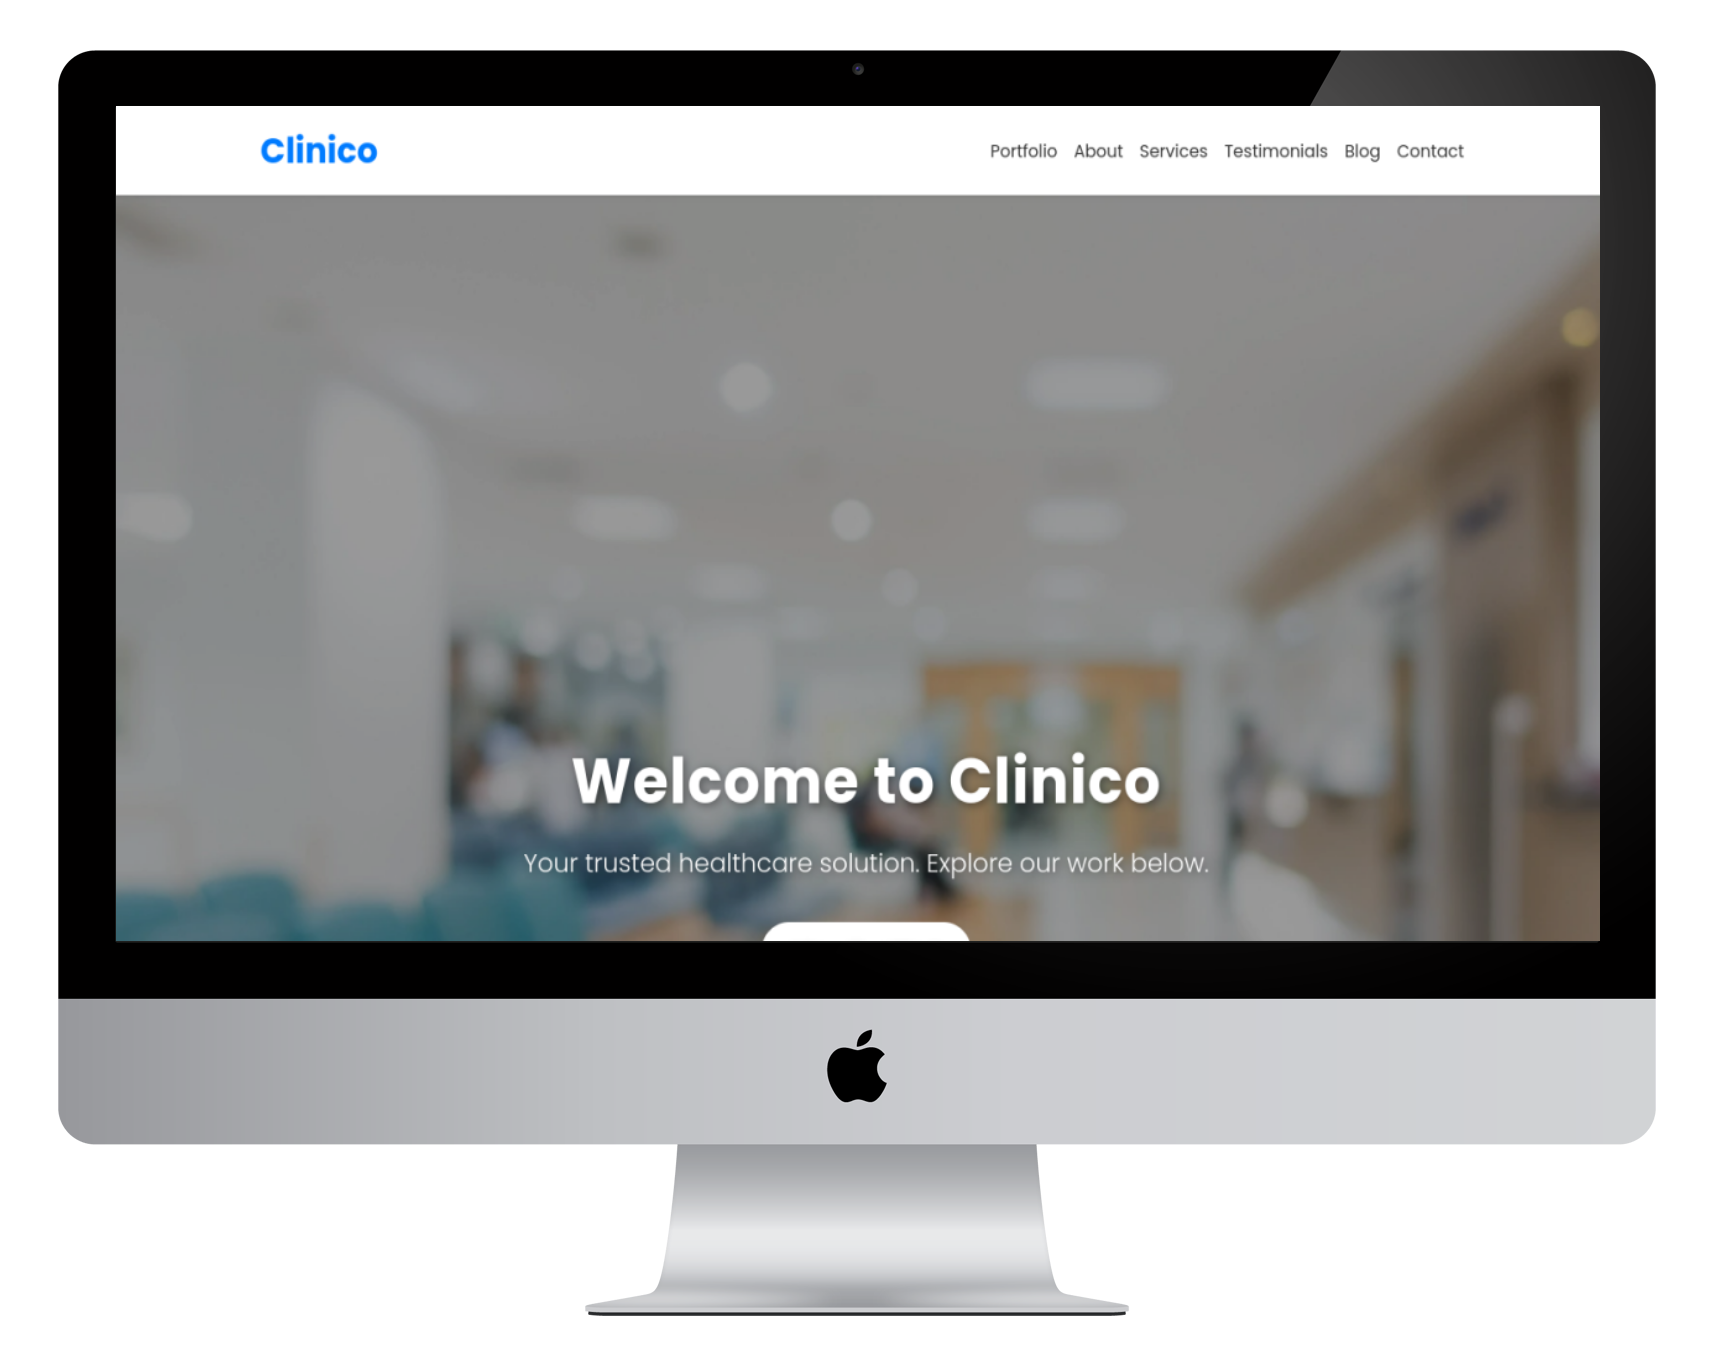 Clinico
Portfolio About Services Testimonials Blog Contact
Welcome to Clinico
Your trusted healthcare solution. Explore our work below.